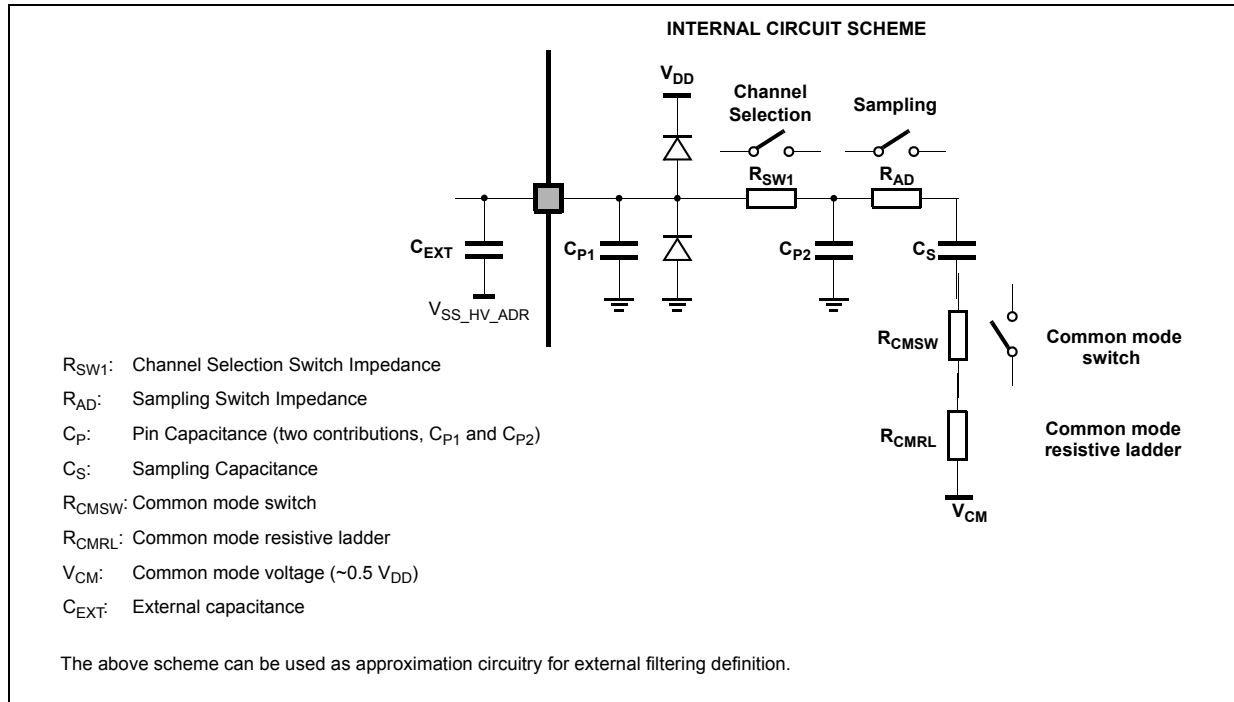 INTERNAL CIRCUIT SCHEME
VDD
Channel
Selection
Sampling
RSW1
RAD
CEXT
CP1
CP2
CS
VSS_HV_ADR
RCMSW
Common mode
switch
RCMRL
Common mode
resistive ladder
VCM
RSW1: Channel Selection Switch Impedance
RAD: Sampling Switch Impedance
CP: Pin Capacitance (two contributions, CP1 and CP2)
CS: Sampling Capacitance
RCMSW: Common mode switch
RCMRL: Common mode resistive ladder
VCM: Common mode voltage (~0.5 VDD)
CEXT: External capacitance
The above scheme can be used as approximation circuitry for external filtering definition.